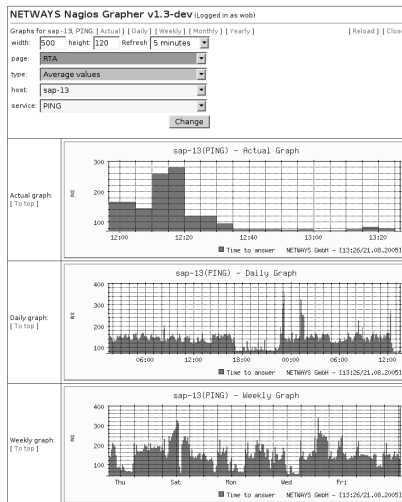 NETWAYS Nagios Grapher v1.3-dev (Logged in as wob)
Graphs for sap-13, PING: [ Actual ] [ Daily ] [ Weekly ] [ Monthly ] [ Yearly ] [ Reload ] [ Clos
width: 500 height: 120 Refresh 5 minutes
page: RTA
type: Average values
host: sap-13
service: PING
Change
sap-13(PING) - Actual Graph
300
200
100
ms
Actual graph:
[ To top ]
12:00 12:20 12:40 13:00 13:20
Time to answer NETWAYS GmbH - [13:26/21.08.2005]
sap-13(PING) - Daily Graph
400
300
200
100
ms
Daily graph:
[ To top ]
06:00 12:00 18:00 00:00 06:00 12:00
Time to answer NETWAYS GmbH - [13:26/21.08.2005]
sap-13(PING) - Weekly Graph
400
300
200
100
ms
Weekly graph:
[ To top ]
Thu Sat Mon Wed Fri
Time to answer NETWAYS GmbH - [13:26/21.08.2005]